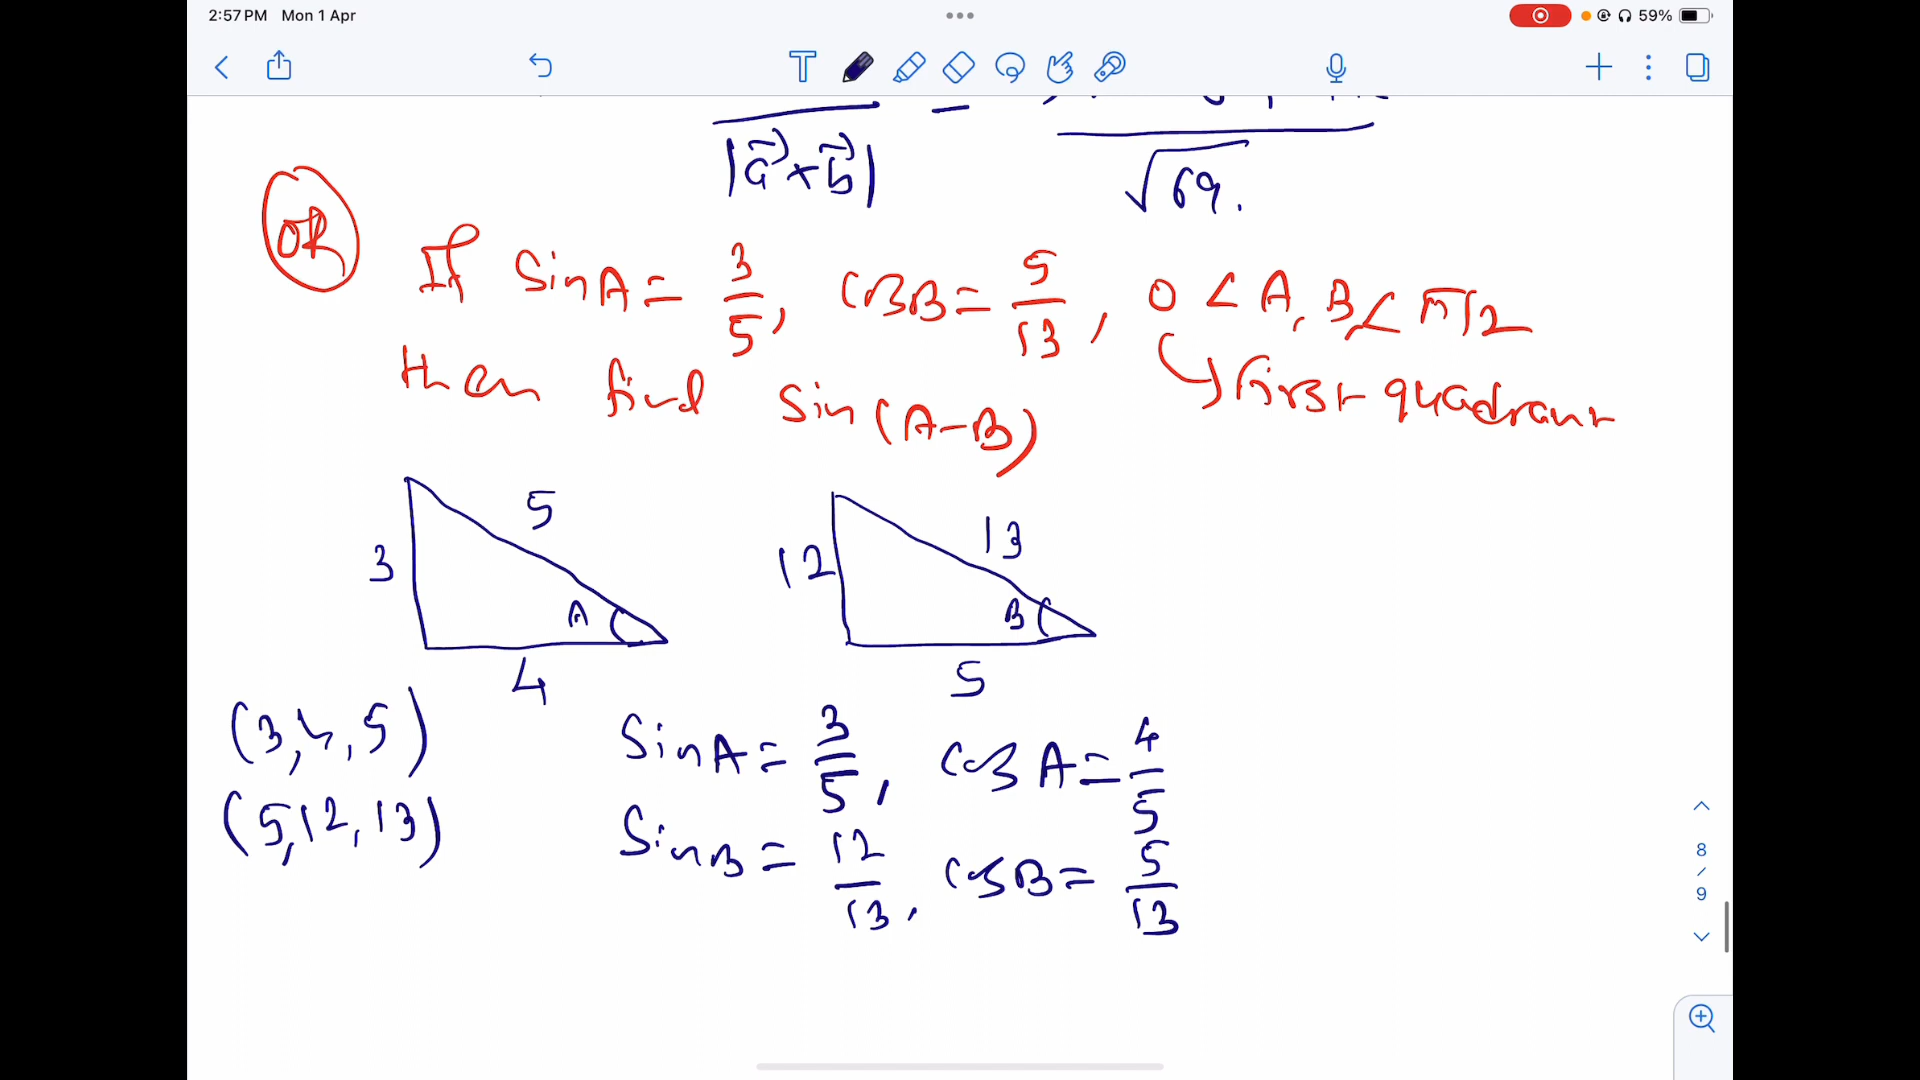 2:57 PM Mon 1 Apr
59%
|a⃗ × b⃗|
√69.
OR
If Sin A = 3/5, cos B = 5/13, 0 < A, B < π/2
then find sin(A-B)
first quadrant
3
5
A
4
12
13
B
5
(3,4,5)
(5,12,13)
Sin A = 3/5, cos A = 4/5
Sin B = 12/13, cos B = 5/13
8
9